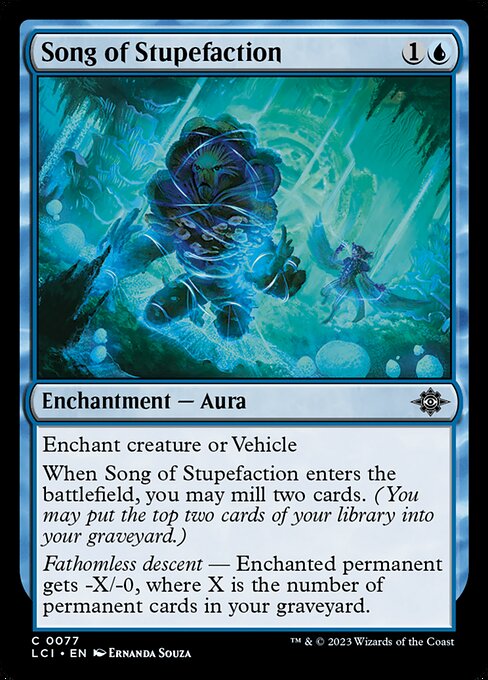 Song of Stupefaction 1
Enchantment — Aura
Enchant creature or Vehicle
When Song of Stupefaction enters the
battlefield, you may mill two cards. (You
may put the top two cards of your library into
your graveyard.)
Fathomless descent — Enchanted permanent
gets -X/-0, where X is the number of
permanent cards in your graveyard.
C 0077
LCI • EN Ernanda Souza
™ & © 2023 Wizards of the Coast